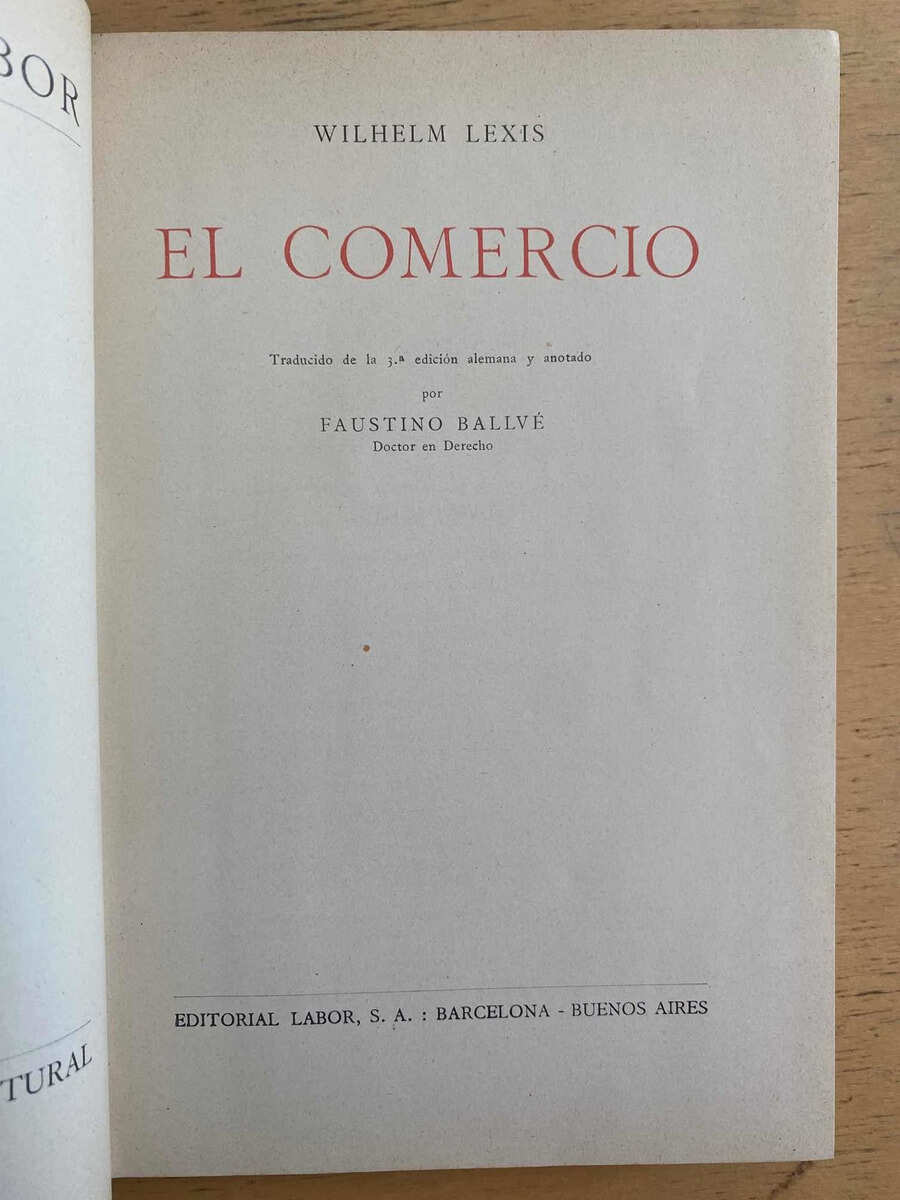 BOR
TURAL
WILHELM LEXIS
EL COMERCIO
Traducido de la 3.ª edición alemana y anotado
por
FAUSTINO BALLVÉ
Doctor en Derecho
EDITORIAL LABOR, S. A. : BARCELONA - BUENOS AIRES